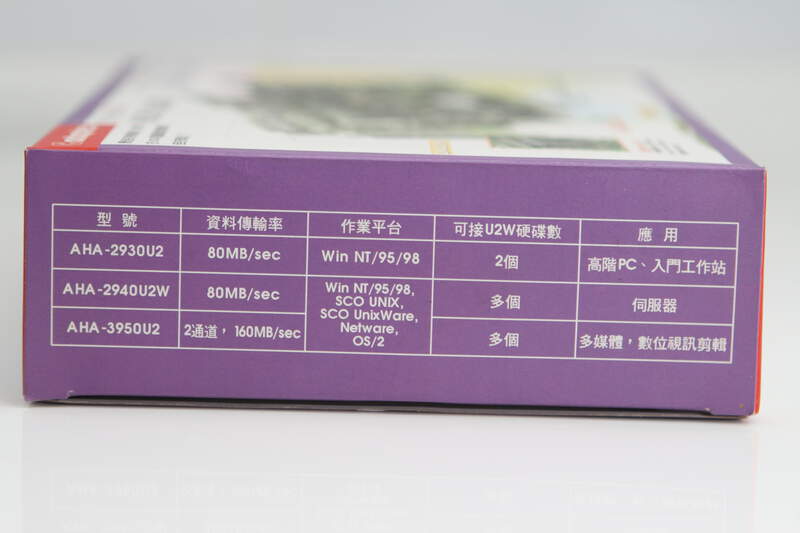 型號 資料傳輸率 作業平台 可接U2W硬碟數 應用
AHA-2930U2 80MB/sec Win NT/95/98 2個 高階PC、入門工作站
AHA-2940U2W 80MB/sec Win NT/95/98, SCO UNIX, SCO UnixWare, Netware, OS/2 多個 伺服器
AHA-3950U2 2通道，160MB/sec 多個 多媒體，數位視訊剪輯